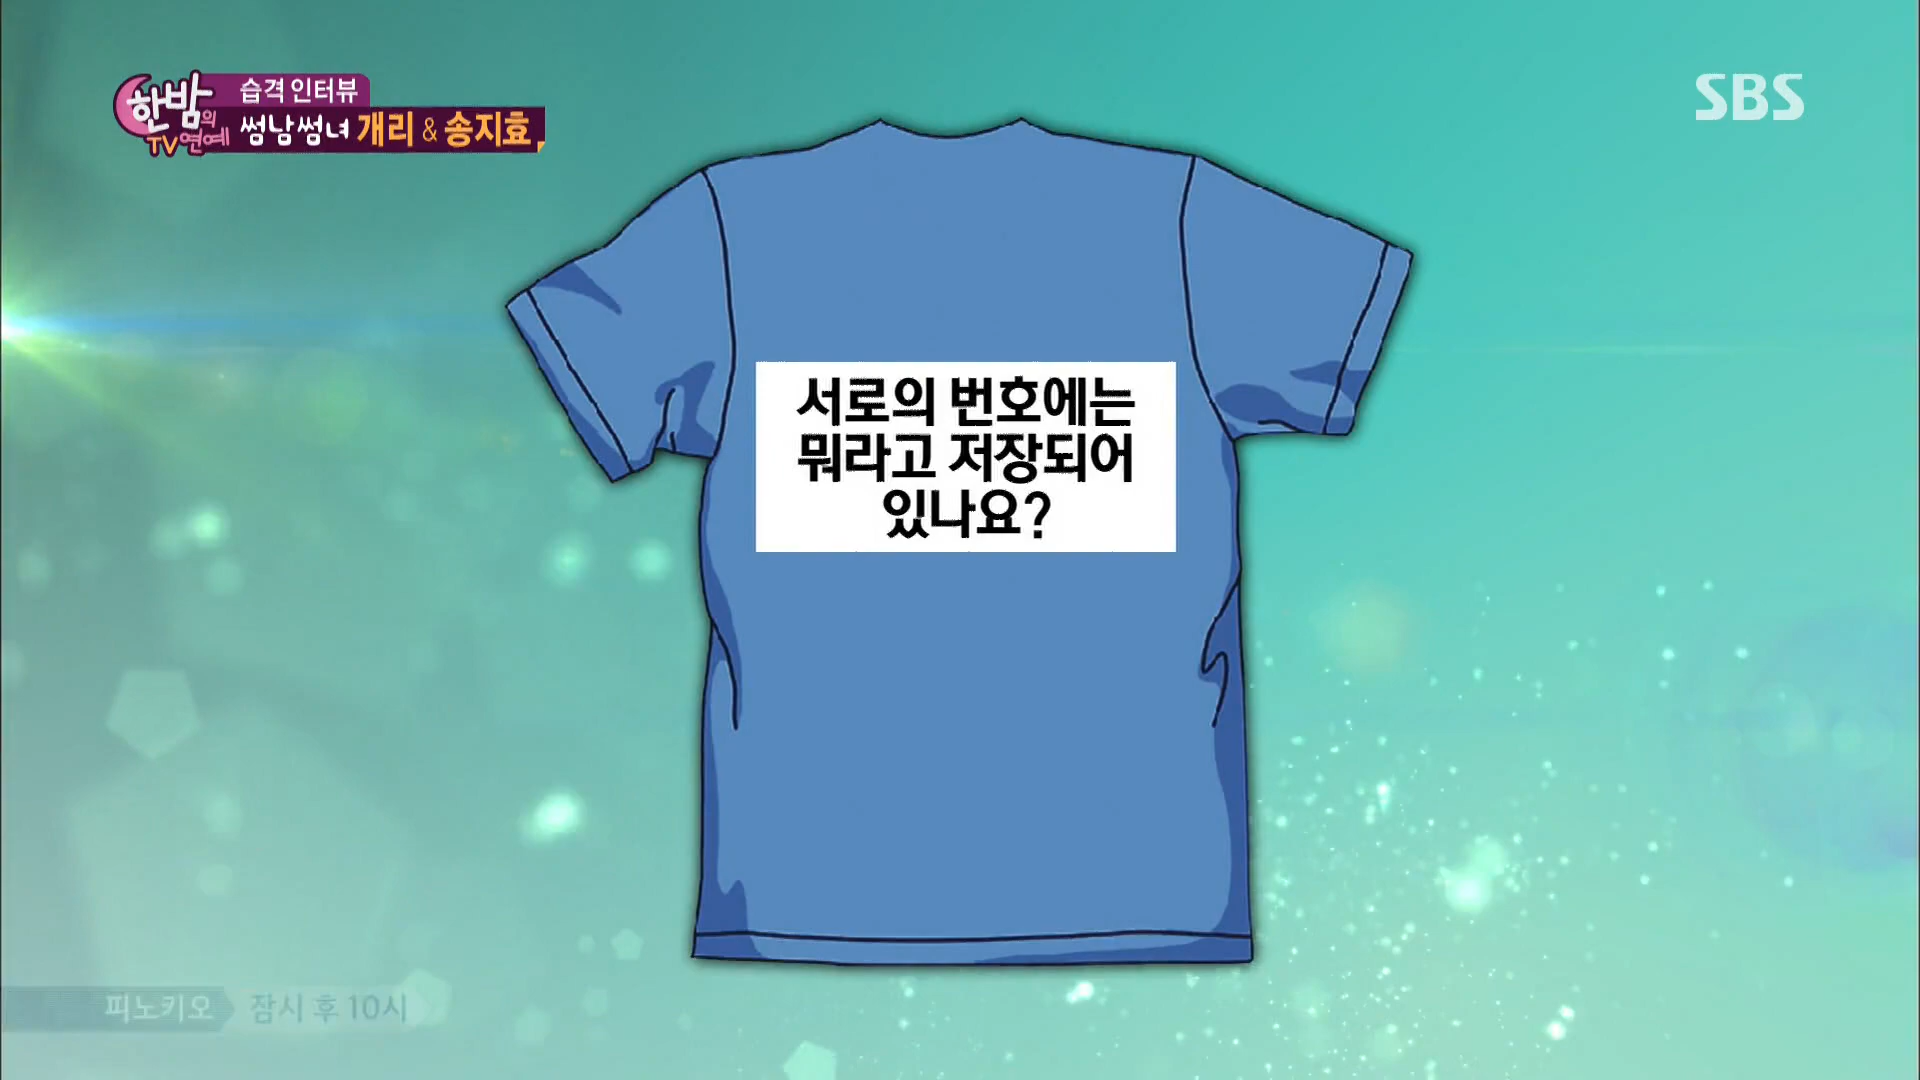 한밤의
TV연예
습격 인터뷰
썸남썸녀 개리 & 송지효
SBS
서로의 번호에는
뭐라고 저장되어
있나요?
피노키오 잠시 후 10시